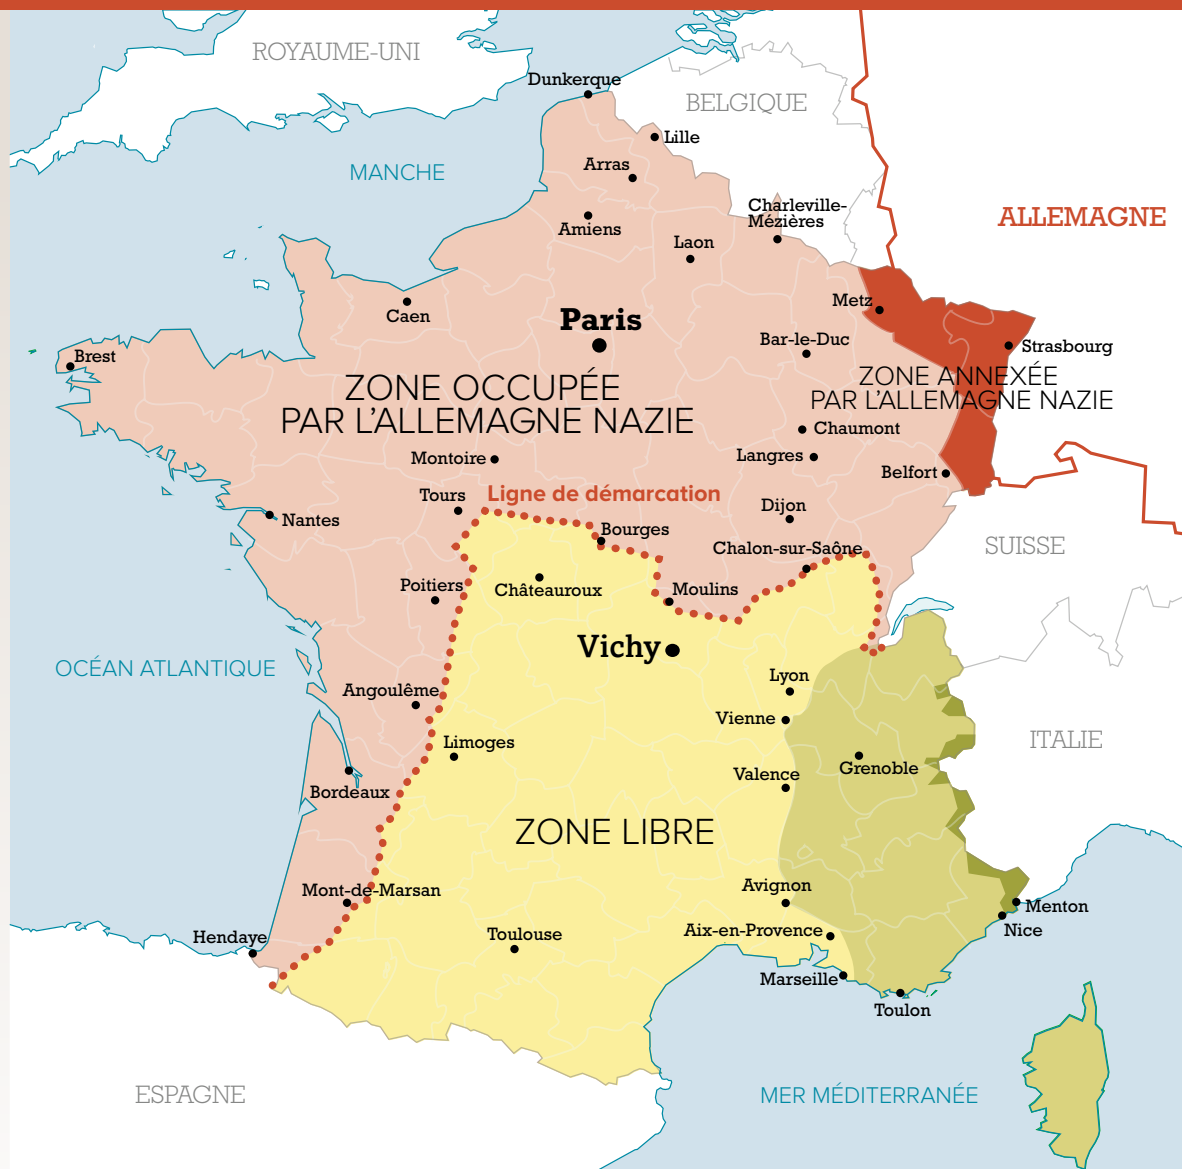 ROYAUME-UNI
Dunkerque
BELGIQUE
Lille
MANCHE
Arras
Charleville-
Mézières
ALLEMAGNE
Amiens
Laon
Metz
Caen
Paris
Bar-le-Duc
Strasbourg
Brest
ZONE OCCUPÉE
PAR L’ALLEMAGNE NAZIE
ZONE ANNEXÉE
PAR L’ALLEMAGNE NAZIE
Chaumont
Montoire
Langres
Belfort
Tours
Ligne de démarcation
Dijon
Nantes
Bourges
Chalon-sur-Saône
SUISSE
Poitiers
Châteauroux
Moulins
Vichy
OCÉAN ATLANTIQUE
Lyon
Angoulême
Vienne
Limoges
ITALIE
Grenoble
Valence
Bordeaux
ZONE LIBRE
Mont-de-Marsan
Avignon
Menton
Hendaye
Toulouse
Aix-en-Provence
Nice
Marseille
Toulon
ESPAGNE
MER MÉDITERRANÉE